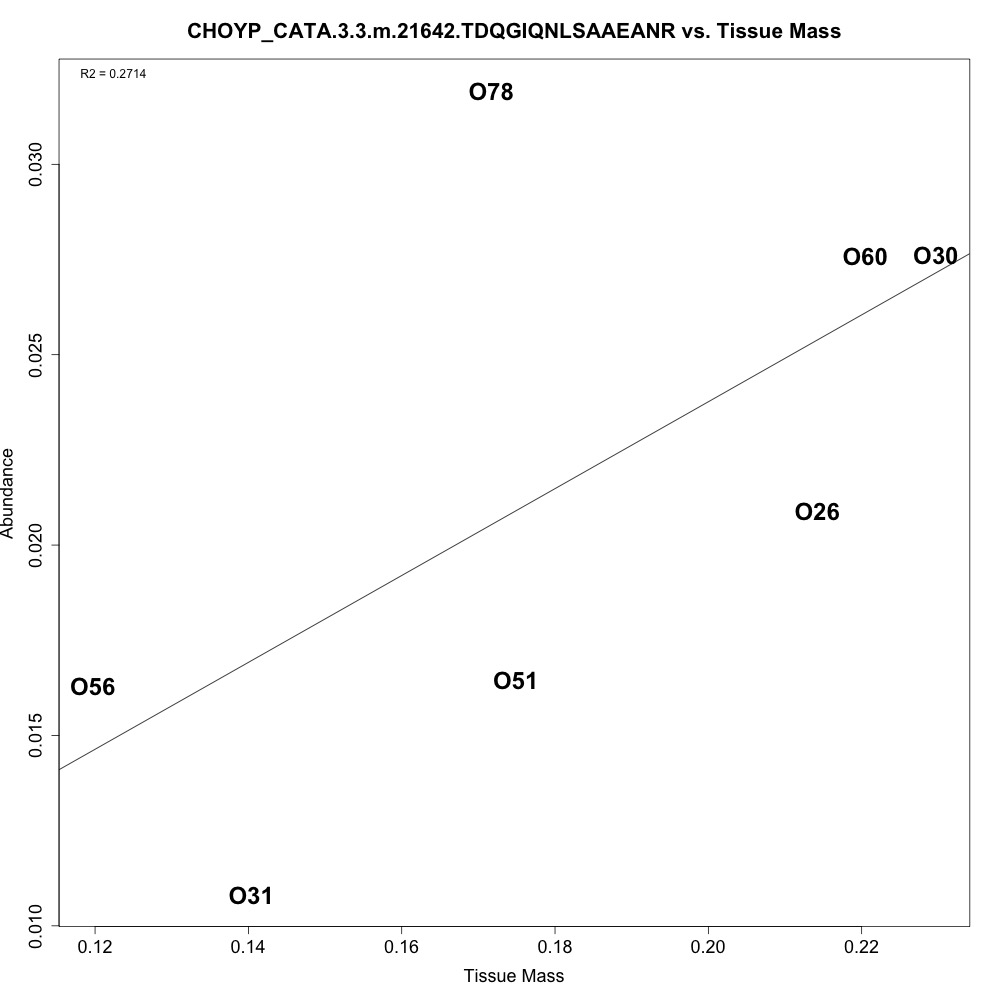 CHOYP_CATA.3.3.m.21642.TDQGIQNLSAAEANR vs. Tissue Mass
R2 = 0.2714
O78
O60
O30
O26
O56
O51
O31
Abundance
0.030
0.025
0.020
0.015
0.010
0.12 0.14 0.16 0.18 0.20 0.22
Tissue Mass